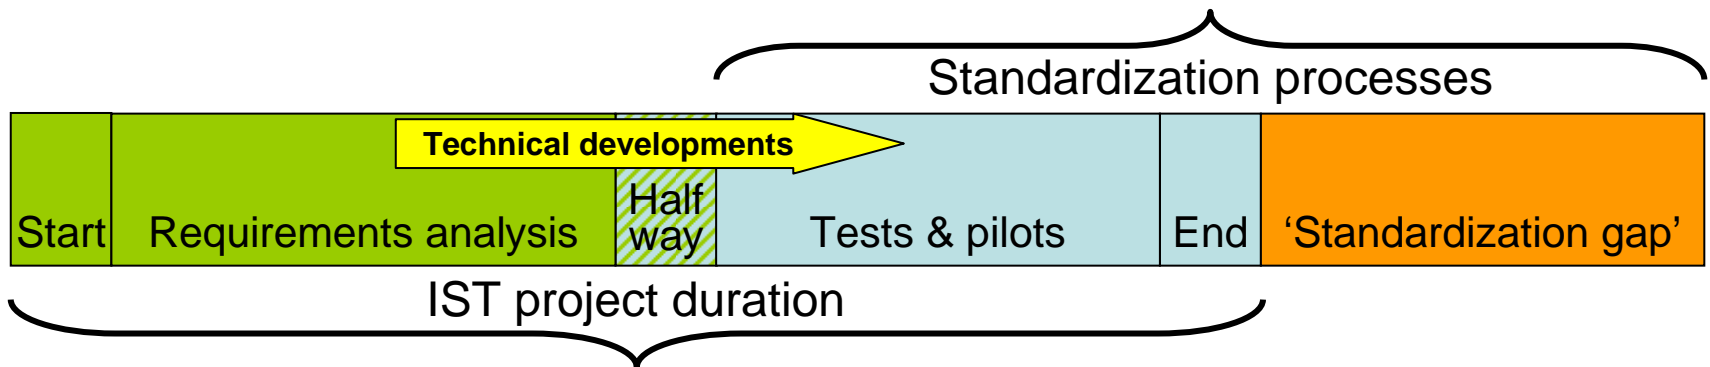 Standardization processes
Technical developments
Start
Requirements analysis
Half
way
Tests & pilots
End
‘Standardization gap’
IST project duration